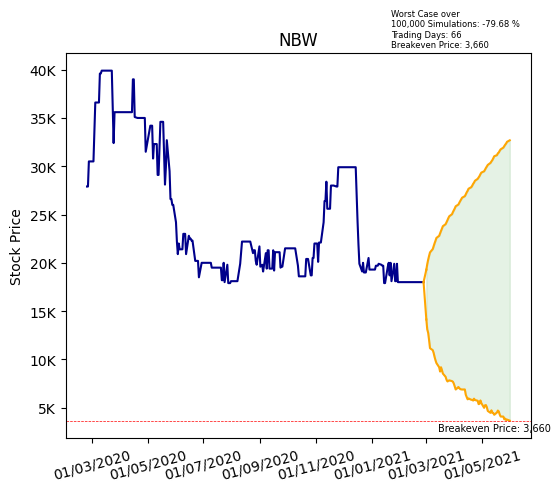 Worst Case over
100,000 Simulations: -79.68 %
Trading Days: 66
Breakeven Price: 3,660
NBW
Stock Price
40K
35K
30K
25K
20K
15K
10K
5K
Breakeven Price: 3,660
01/03/2020
01/05/2020
01/07/2020
01/09/2020
01/11/2020
01/01/2021
01/03/2021
01/05/2021